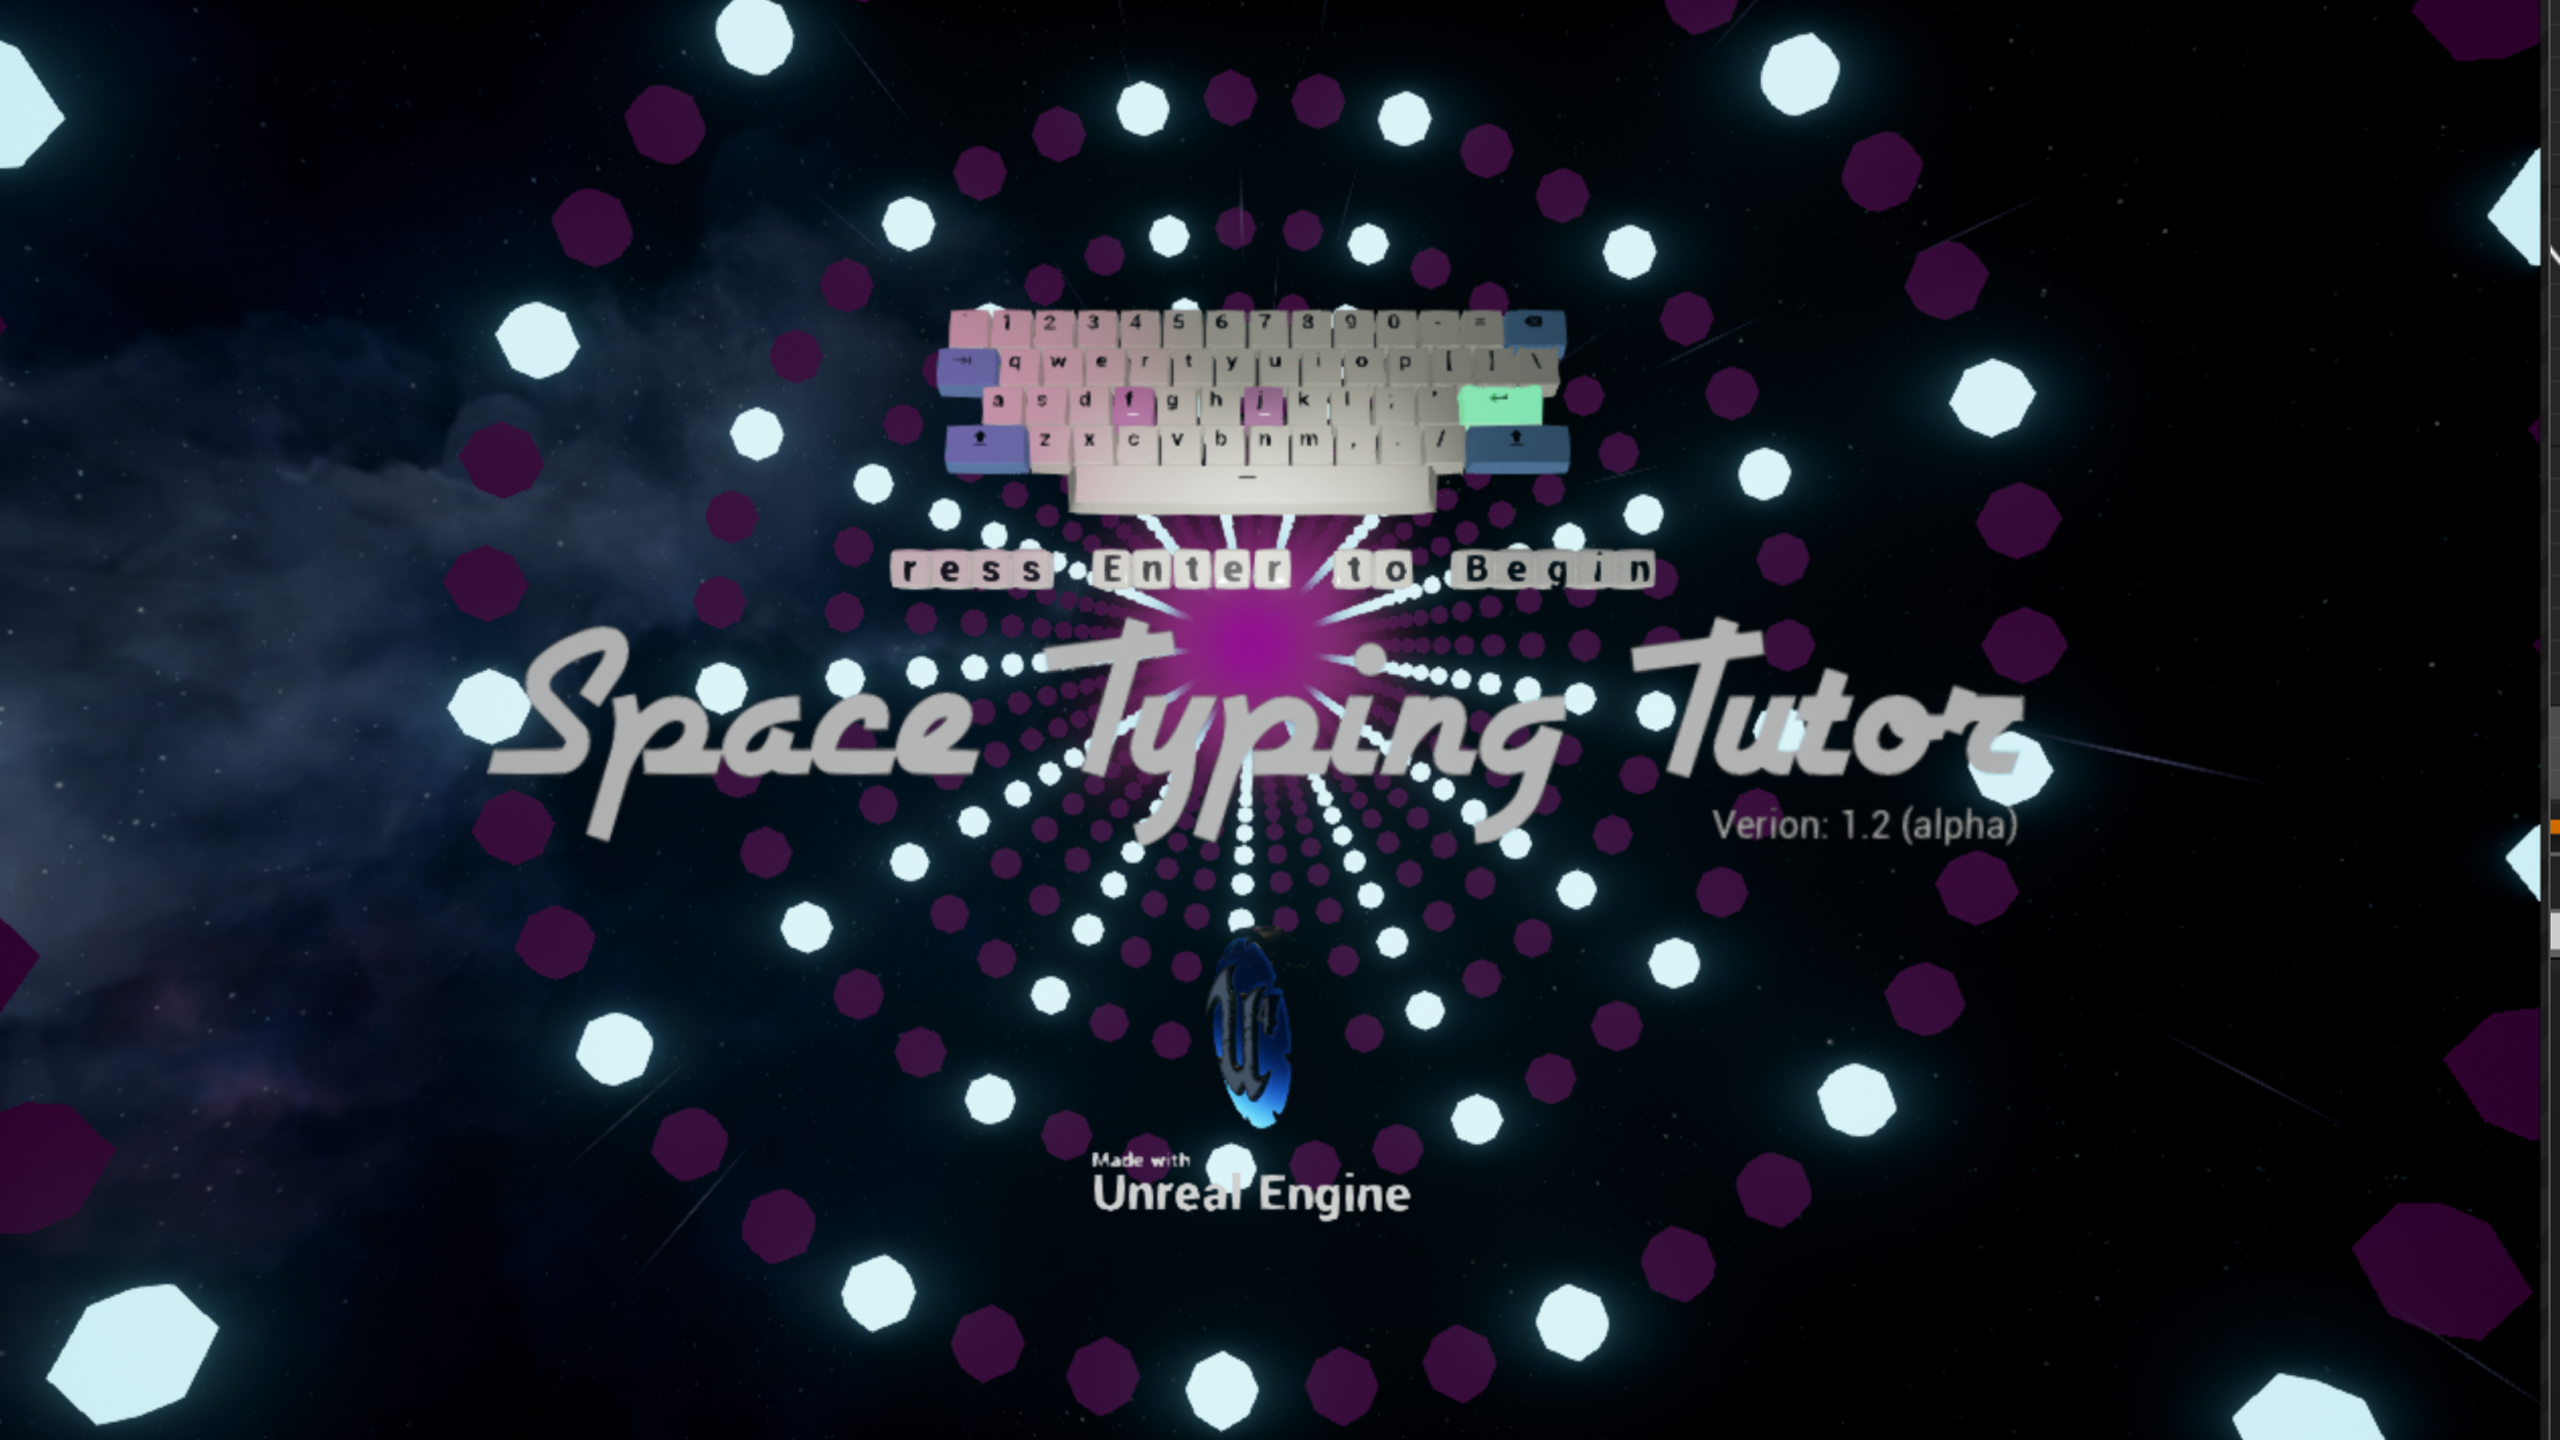 ` 1 2 3 4 5 6 7 8 9 0 - =
q w e r t y u i o p [ ] \
a s d f g h j k l ; '
z x c v b n m , . /
ress Enter to Begin
Space Typing Tutor
Verion: 1.2 (alpha)
U4
Made with
Unreal Engine